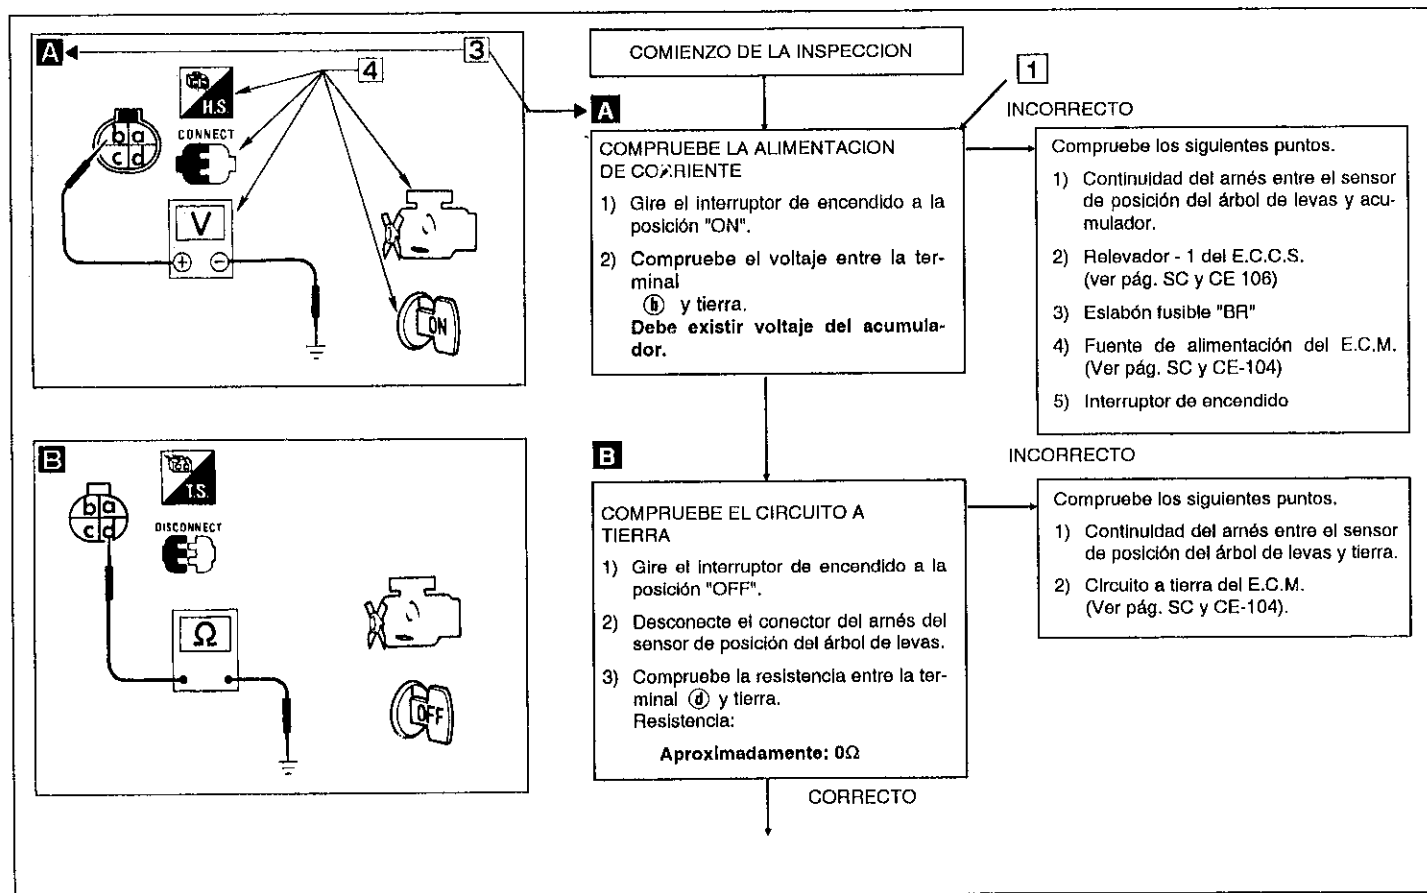 A
3
4
H.S.
CONNECT
b a
c d
V
+ −
ON
B
T.S.
DISCONNECT
b a
c d
Ω
OFF
COMIENZO DE LA INSPECCION
1
A
INCORRECTO
COMPRUEBE LA ALIMENTACION
DE CORRIENTE
1) Gire el interruptor de encendido a la
posición "ON".
2) Compruebe el voltaje entre la ter-
minal
ⓑ y tierra.
Debe existir voltaje del acumula-
dor.
Compruebe los siguientes puntos.
1) Continuidad del arnés entre el sensor
de posición del árbol de levas y acu-
mulador.
2) Relevador - 1 del E.C.C.S.
(ver pág. SC y CE 106)
3) Eslabón fusible "BR"
4) Fuente de alimentación del E.C.M.
(Ver pág. SC y CE-104)
5) Interruptor de encendido
B
INCORRECTO
COMPRUEBE EL CIRCUITO A
TIERRA
1) Gire el interruptor de encendido a la
posición "OFF".
2) Desconecte el conector del arnés del
sensor de posición del árbol de levas.
3) Compruebe la resistencia entre la ter-
minal ⓓ y tierra.
Resistencia:
Aproximadamente: 0Ω
Compruebe los siguientes puntos.
1) Continuidad del arnés entre el sensor
de posición del árbol de levas y tierra.
2) Circuito a tierra del E.C.M.
(Ver pág. SC y CE-104).
CORRECTO